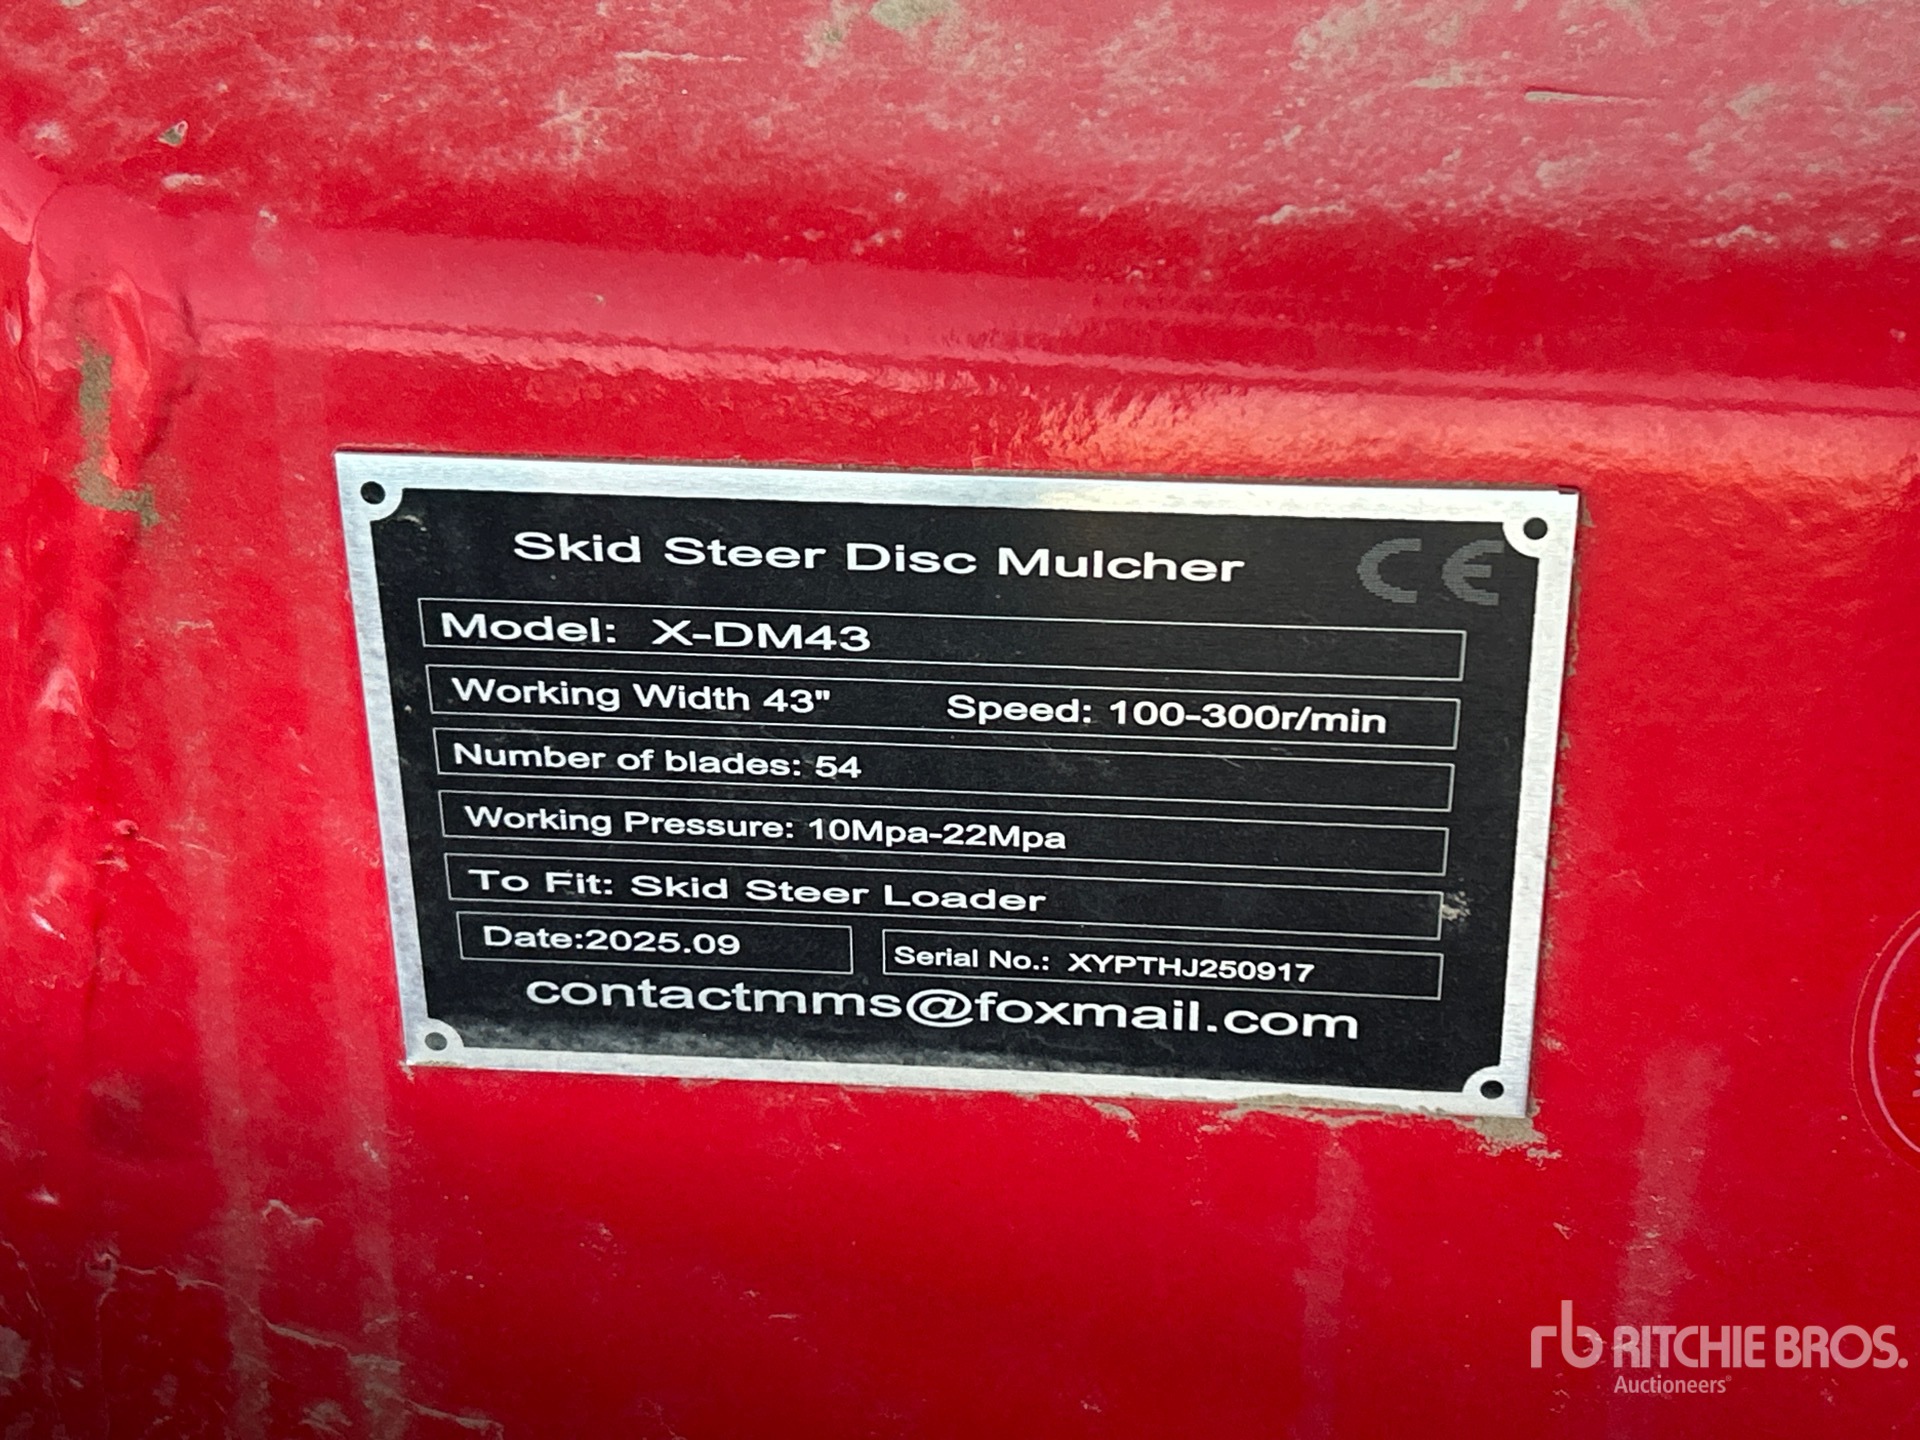 Skid Steer Disc Mulcher CE
Model: X-DM43
Working Width 43" Speed: 100-300r/min
Number of blades: 54
Working Pressure: 10Mpa-22Mpa
To Fit: Skid Steer Loader
Date:2025.09 Serial No.: XYPTHJ250917
contactmms@foxmail.com
rb RITCHIE BROS.
Auctioneers